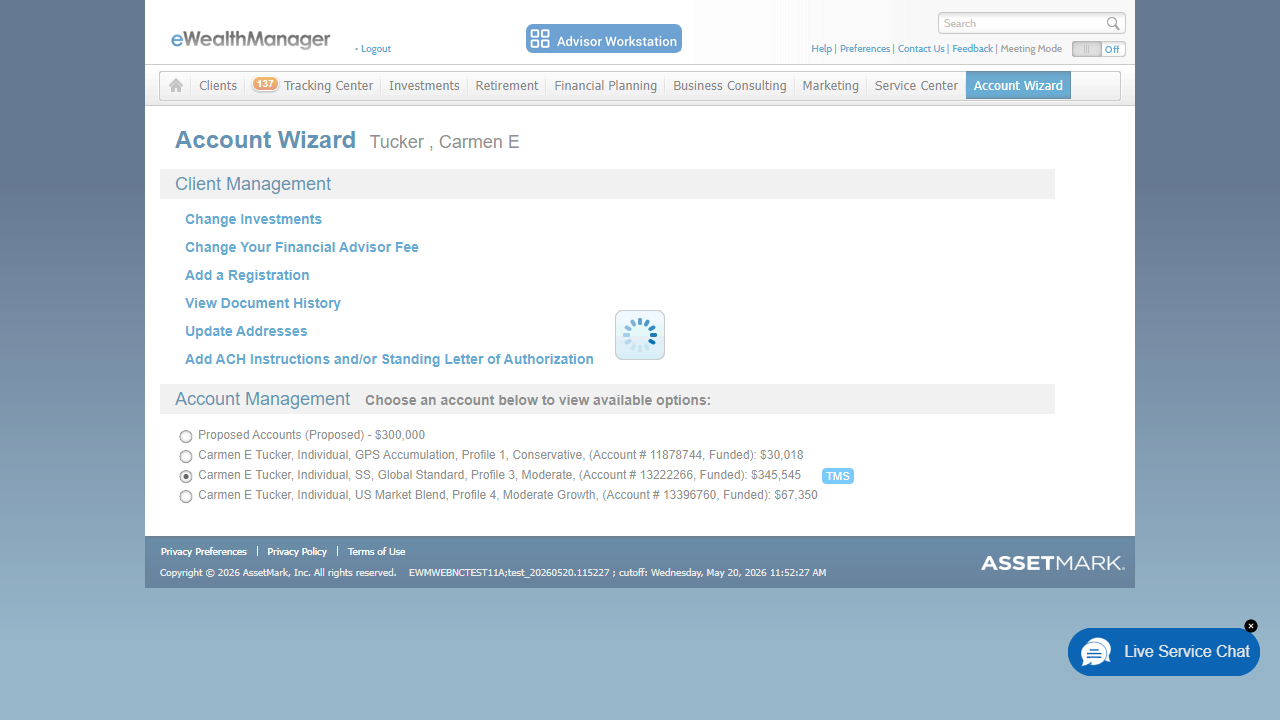 eWealthManager
• Logout
Advisor Workstation
Search
Help | Preferences | Contact Us | Feedback | Meeting Mode Off
Clients 137 Tracking Center Investments Retirement Financial Planning Business Consulting Marketing Service Center Account Wizard
Account Wizard Tucker , Carmen E
Client Management
Change Investments
Change Your Financial Advisor Fee
Add a Registration
View Document History
Update Addresses
Add ACH Instructions and/or Standing Letter of Authorization
Account Management Choose an account below to view available options:
Proposed Accounts (Proposed) - $300,000
Carmen E Tucker, Individual, GPS Accumulation, Profile 1, Conservative, (Account # 11878744, Funded): $30,018
Carmen E Tucker, Individual, SS, Global Standard, Profile 3, Moderate, (Account # 13222266, Funded): $345,545 TMS
Carmen E Tucker, Individual, US Market Blend, Profile 4, Moderate Growth, (Account # 13396760, Funded): $67,350
Privacy Preferences | Privacy Policy | Terms of Use
Copyright © 2026 AssetMark, Inc. All rights reserved. EWMWEBNCTEST11A;test_20260520.115227 ; cutoff: Wednesday, May 20, 2026 11:52:27 AM
ASSETMARK.
Live Service Chat